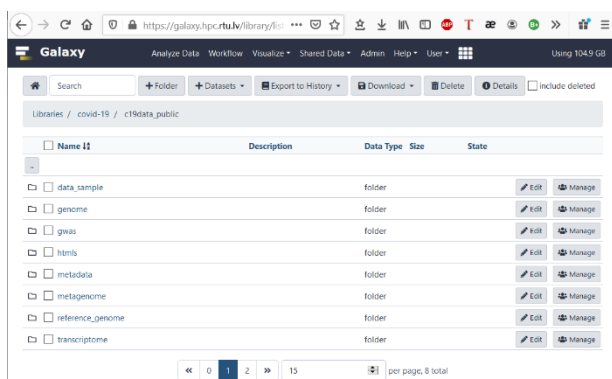 https://galaxy.hpc.rtu.lv/library/lis
Galaxy Analyze Data Workflow Visualize Shared Data Admin Help User Using 104.9 GB
Search + Folder + Datasets Export to History Download Delete Details include deleted
Libraries / covid-19 / c19data_public
Name Description Data Type Size State
..
data_sample folder Edit Manage
genome folder Edit Manage
gwas folder Edit Manage
htmls folder Edit Manage
metadata folder Edit Manage
metagenome folder Edit Manage
reference_genome folder Edit Manage
transcriptome folder Edit Manage
« 0 1 2 » 15 per page, 8 total